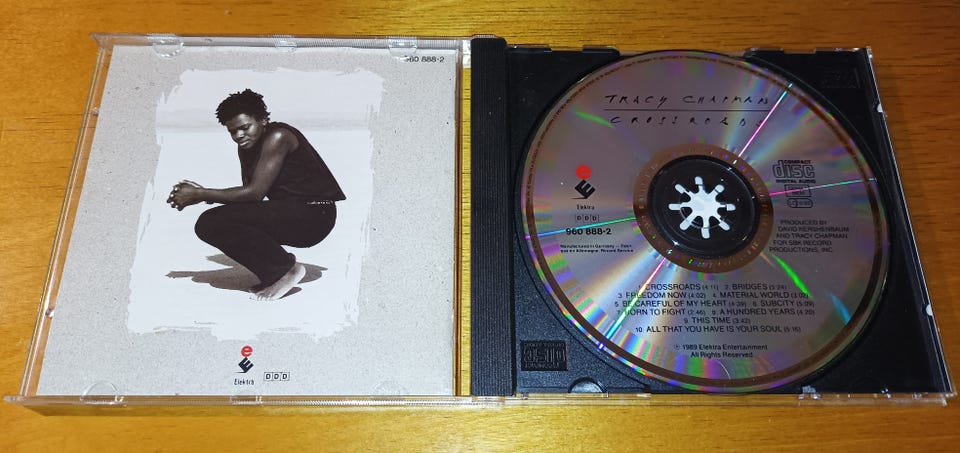 960 888-2
Elektra
DDD
TRACY CHAPMAN
CROSSROADS
COMPACT
disc
DIGITAL AUDIO
Elektra
DDD
960 888-2
PRODUCED BY
DAVID KERSHENBAUM
AND TRACY CHAPMAN
FOR SBK RECORD
PRODUCTIONS, INC.
1 CROSSROADS (4:11) 2 BRIDGES (5:24)
3 FREEDOM NOW (4:02) 4 MATERIAL WORLD (3:02)
5 BE CAREFUL OF MY HEART (4:39) 6 SUBCITY (5:09)
7 BORN TO FIGHT (2:46) 8 A HUNDRED YEARS (4:20)
9 THIS TIME (3:42)
10 ALL THAT YOU HAVE IS YOUR SOUL (5:16)
℗ 1989 Elektra Entertainment
All Rights Reserved